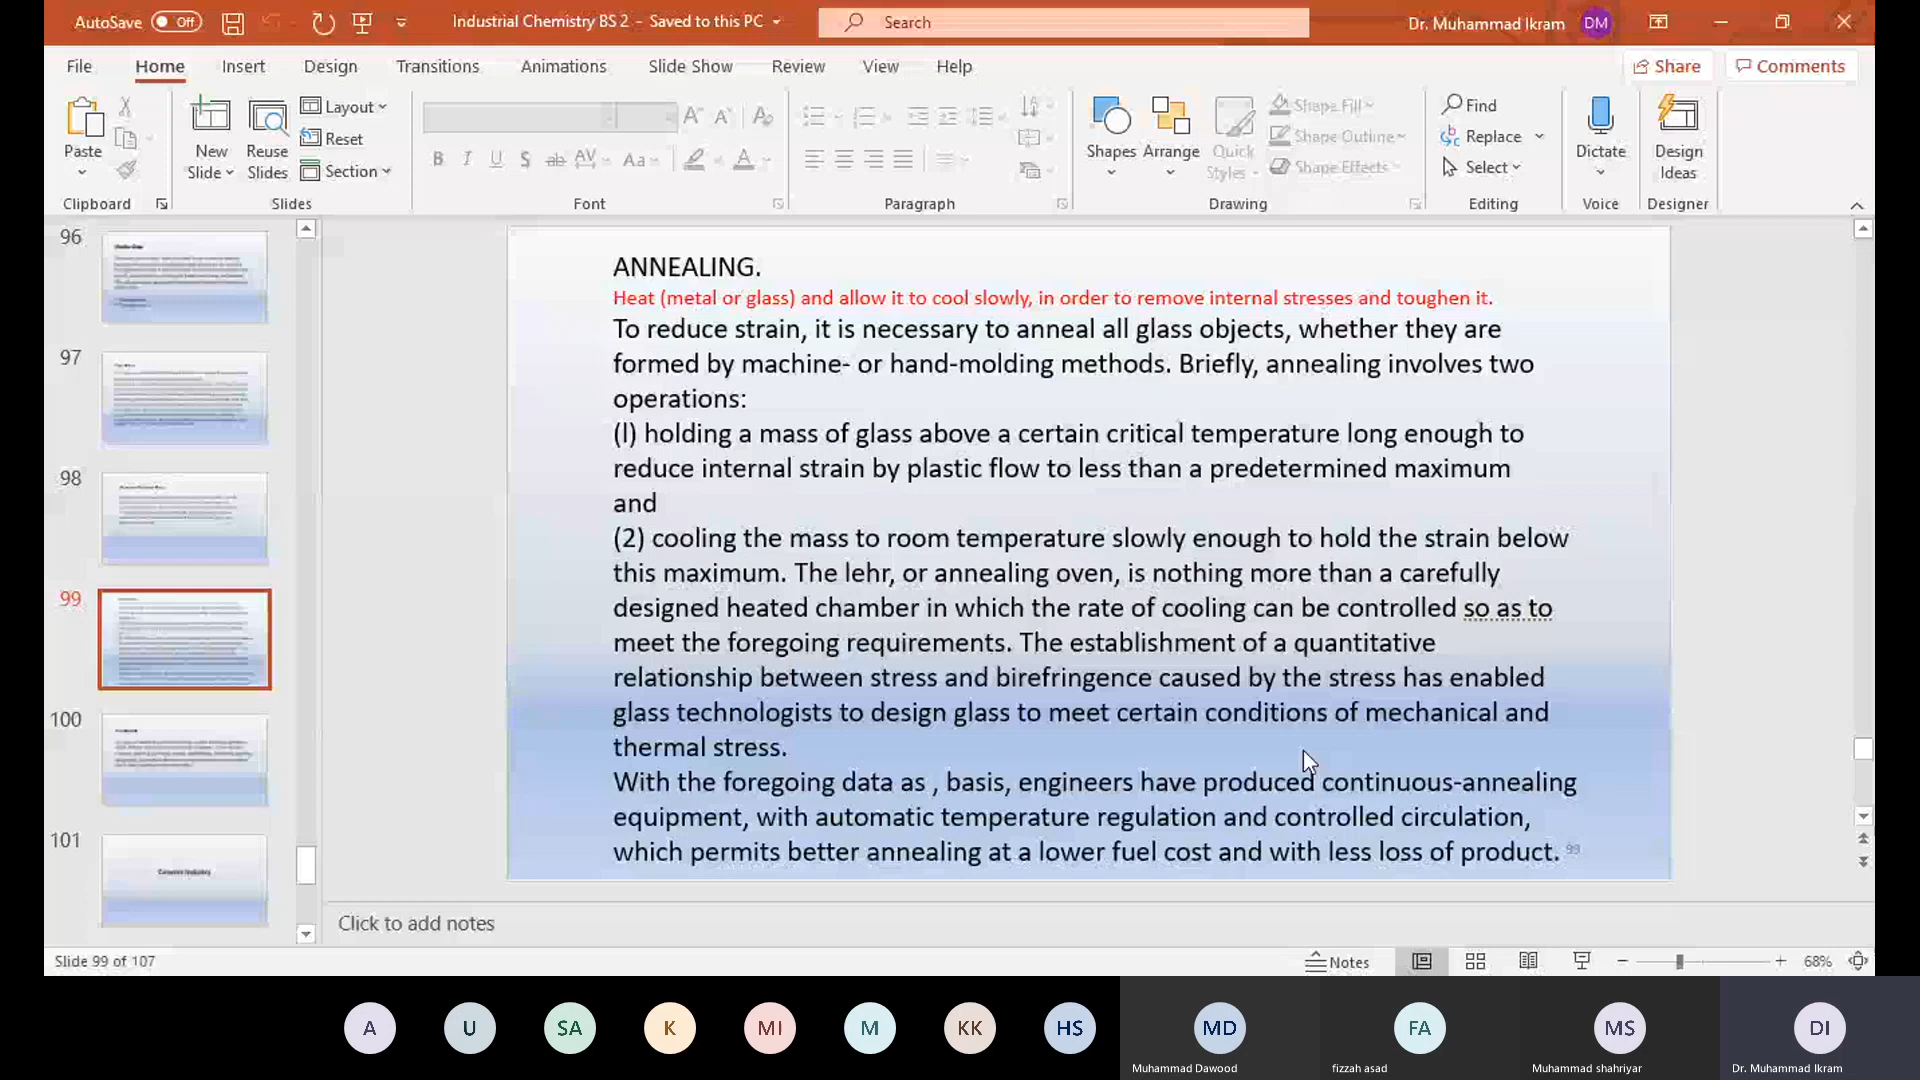 AutoSave Off
Industrial Chemistry BS 2 - Saved to this PC
Search
Dr. Muhammad Ikram DM
File Home Insert Design Transitions Animations Slide Show Review View Help
Share Comments
Paste
Clipboard
New Slide
Reuse Slides
Layout
Reset
Section
Slides
B I U S ab AV Aa A
Font
Paragraph
Shapes Arrange Quick Styles
Shape Fill
Shape Outline
Shape Effects
Drawing
Find
Replace
Select
Editing
Dictate
Voice
Design Ideas
Designer
96
97
98
99
100
101
ANNEALING.
Heat (metal or glass) and allow it to cool slowly, in order to remove internal stresses and toughen it.
To reduce strain, it is necessary to anneal all glass objects, whether they are
formed by machine- or hand-molding methods. Briefly, annealing involves two
operations:
(l) holding a mass of glass above a certain critical temperature long enough to
reduce internal strain by plastic flow to less than a predetermined maximum
and
(2) cooling the mass to room temperature slowly enough to hold the strain below
this maximum. The lehr, or annealing oven, is nothing more than a carefully
designed heated chamber in which the rate of cooling can be controlled so as to
meet the foregoing requirements. The establishment of a quantitative
relationship between stress and birefringence caused by the stress has enabled
glass technologists to design glass to meet certain conditions of mechanical and
thermal stress.
With the foregoing data as , basis, engineers have produced continuous-annealing
equipment, with automatic temperature regulation and controlled circulation,
which permits better annealing at a lower fuel cost and with less loss of product. 99
Click to add notes
Slide 99 of 107
Notes
68%
A U SA K MI M KK HS MD FA MS DI
Muhammad Dawood
fizzah asad
Muhammad shahriyar
Dr. Muhammad Ikram